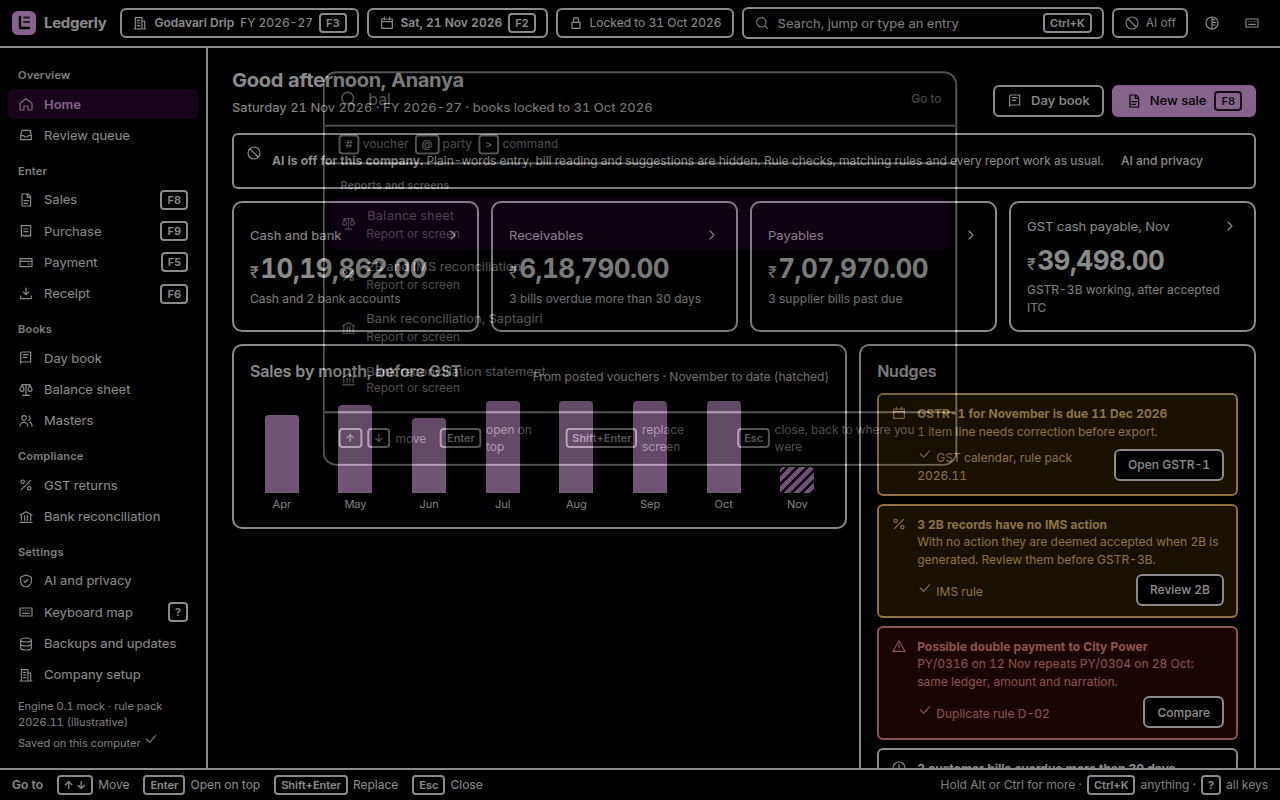 Ledgerly
Godavari Drip FY 2026-27 F3
Sat, 21 Nov 2026 F2
Locked to 31 Oct 2026
Search, jump or type an entry Ctrl+K
AI off
Overview
Home
Review queue
Enter
Sales F8
Purchase F9
Payment F5
Receipt F6
Books
Day book
Balance sheet
Masters
Compliance
GST returns
Bank reconciliation
Settings
AI and privacy
Keyboard map ?
Backups and updates
Company setup
Engine 0.1 mock · rule pack
2026.11 (illustrative)
Saved on this computer
Good afternoon, Ananya
Saturday 21 Nov 2026 · FY 2026-27 · books locked to 31 Oct 2026
Day book
New sale F8
AI is off for this company. Plain-words entry, bill reading and suggestions are hidden. Rule checks, matching rules and every report work as usual. AI and privacy
Cash and bank
₹10,19,862.00
Cash and 2 bank accounts
Receivables
₹6,18,790.00
3 bills overdue more than 30 days
Payables
₹7,07,970.00
3 supplier bills past due
GST cash payable, Nov
₹39,498.00
GSTR-3B working, after accepted
ITC
Sales by month, before GST
From posted vouchers · November to date (hatched)
Apr May Jun Jul Aug Sep Oct Nov
Nudges
GSTR-1 for November is due 11 Dec 2026
1 item line needs correction before export.
GST calendar, rule pack
2026.11
Open GSTR-1
3 2B records have no IMS action
With no action they are deemed accepted when 2B is
generated. Review them before GSTR-3B.
IMS rule
Review 2B
Possible double payment to City Power
PY/0316 on 12 Nov repeats PY/0304 on 28 Oct:
same ledger, amount and narration.
Duplicate rule D-02
Compare
3 customer bills overdue more than 30 days
bal
Go to
# voucher @ party > command
Reports and screens
Balance sheet
Report or screen
2B and IMS reconciliation
Report or screen
Bank reconciliation, Saptagiri
Report or screen
Bank reconciliation statement
Report or screen
↑ ↓ move
Enter open on
top
Shift+Enter replace
screen
Esc close, back to where you
were
Go to ↑↓ Move Enter Open on top Shift+Enter Replace Esc Close
Hold Alt or Ctrl for more · Ctrl+K anything · ? all keys